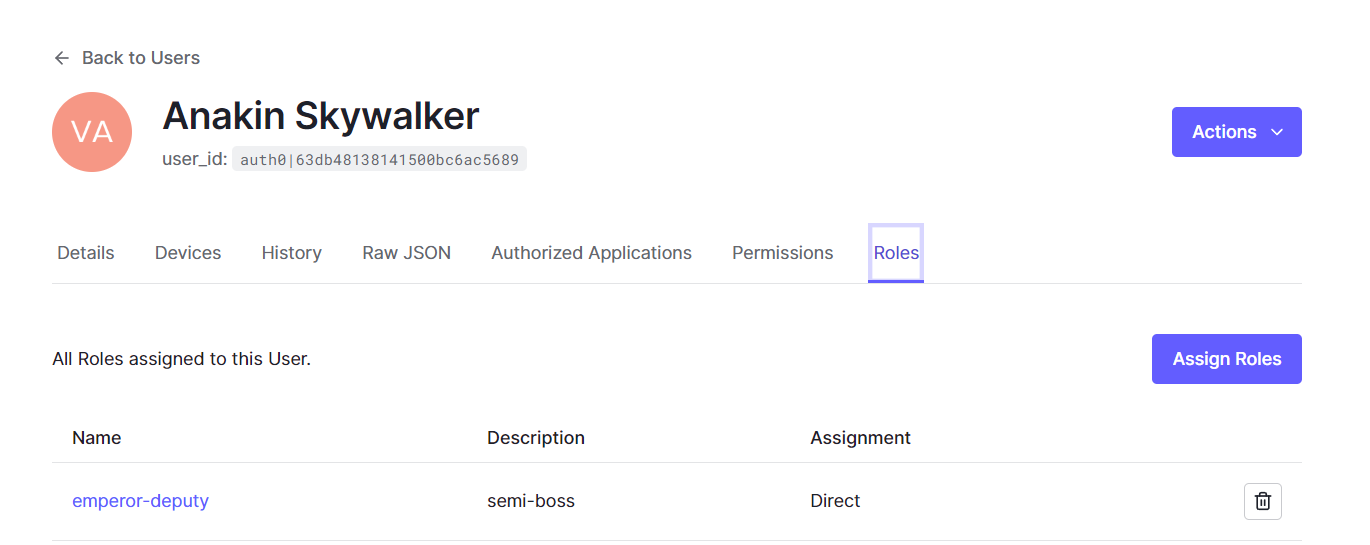 Back to Users
VA
Anakin Skywalker
user_id: auth0|63db48138141500bc6ac5689
Actions
Details Devices History Raw JSON Authorized Applications Permissions Roles
All Roles assigned to this User.
Assign Roles
Name Description Assignment
emperor-deputy semi-boss Direct